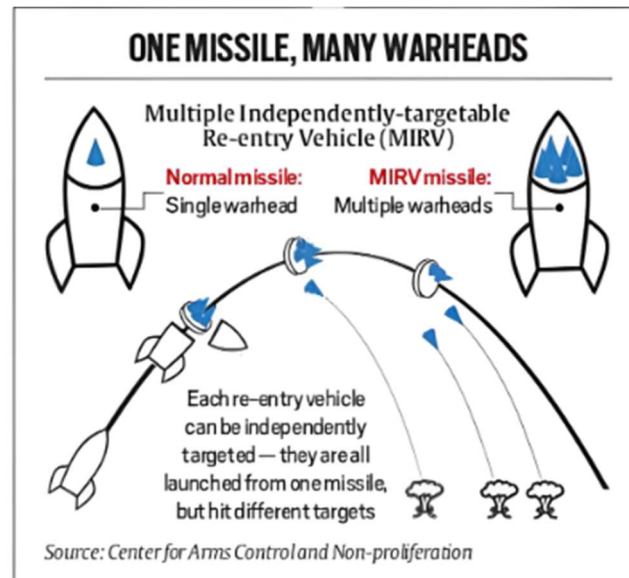 ONE MISSILE, MANY WARHEADS
Multiple Independently-targetable
Re-entry Vehicle (MIRV)
Normal missile:
Single warhead
MIRV missile:
Multiple warheads
Each re-entry vehicle
can be independently
targeted — they are all
launched from one missile,
but hit different targets
Source: Center for Arms Control and Non-proliferation